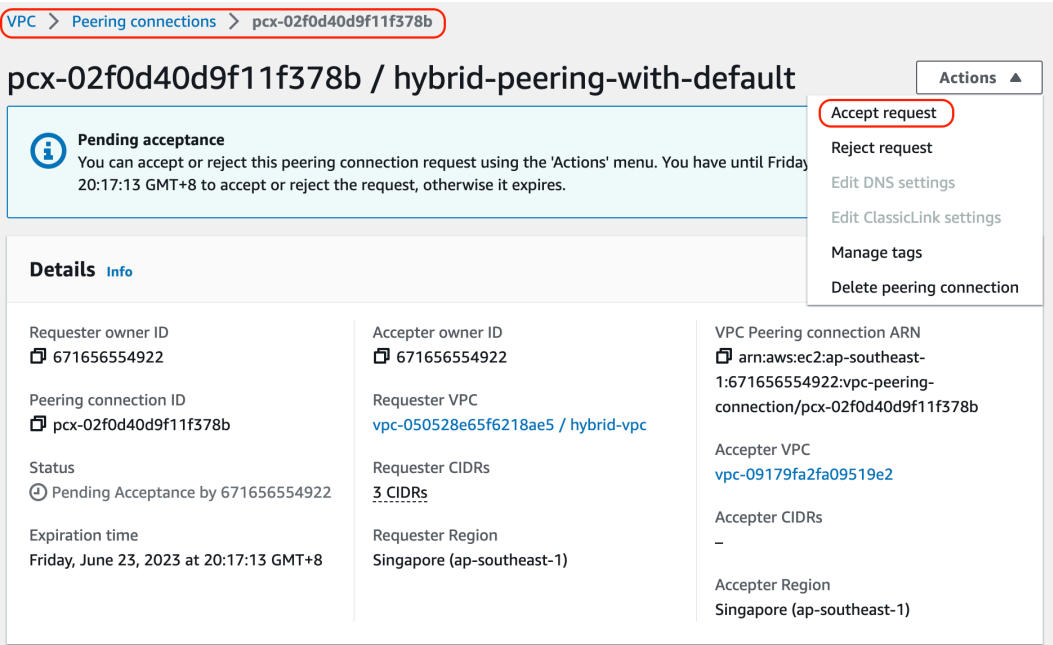 VPC > Peering connections > pcx-02f0d40d9f11f378b
pcx-02f0d40d9f11f378b / hybrid-peering-with-default
Actions
Accept request
Reject request
Edit DNS settings
Edit ClassicLink settings
Manage tags
Delete peering connection
Pending acceptance
You can accept or reject this peering connection request using the 'Actions' menu. You have until Friday
20:17:13 GMT+8 to accept or reject the request, otherwise it expires.
Details Info
Requester owner ID
671656554922
Peering connection ID
pcx-02f0d40d9f11f378b
Status
Pending Acceptance by 671656554922
Expiration time
Friday, June 23, 2023 at 20:17:13 GMT+8
Accepter owner ID
671656554922
Requester VPC
vpc-050528e65f6218ae5 / hybrid-vpc
Requester CIDRs
3 CIDRs
Requester Region
Singapore (ap-southeast-1)
VPC Peering connection ARN
arn:aws:ec2:ap-southeast-
1:671656554922:vpc-peering-
connection/pcx-02f0d40d9f11f378b
Accepter VPC
vpc-09179fa2fa09519e2
Accepter CIDRs
–
Accepter Region
Singapore (ap-southeast-1)